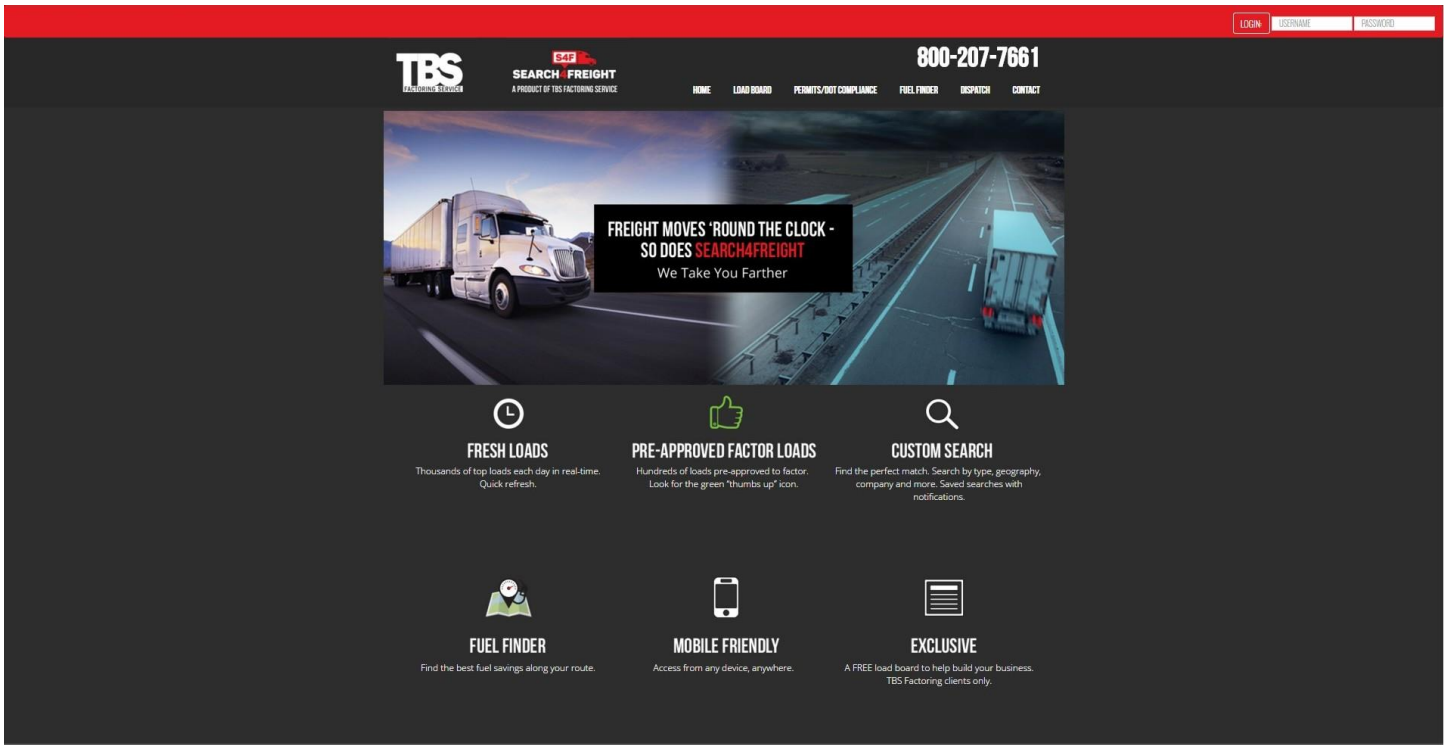 LOGIN
USERNAME
PASSWORD
TBS
FACTORING SERVICE
S4F
SEARCH4FREIGHT
A PRODUCT OF TBS FACTORING SERVICE
800-207-7661
HOME
LOAD BOARD
PERMITS/DOT COMPLIANCE
FUEL FINDER
DISPATCH
CONTACT
FREIGHT MOVES ‘ROUND THE CLOCK -
SO DOES SEARCH4FREIGHT
We Take You Farther
FRESH LOADS
Thousands of top loads each day in real-time.
Quick refresh.
PRE-APPROVED FACTOR LOADS
Hundreds of loads pre-approved to factor.
Look for the green "thumbs up" icon.
CUSTOM SEARCH
Find the perfect match. Search by type, geography,
company and more. Saved searches with
notifications.
FUEL FINDER
Find the best fuel savings along your route.
MOBILE FRIENDLY
Access from any device, anywhere.
EXCLUSIVE
A FREE load board to help build your business.
TBS Factoring clients only.